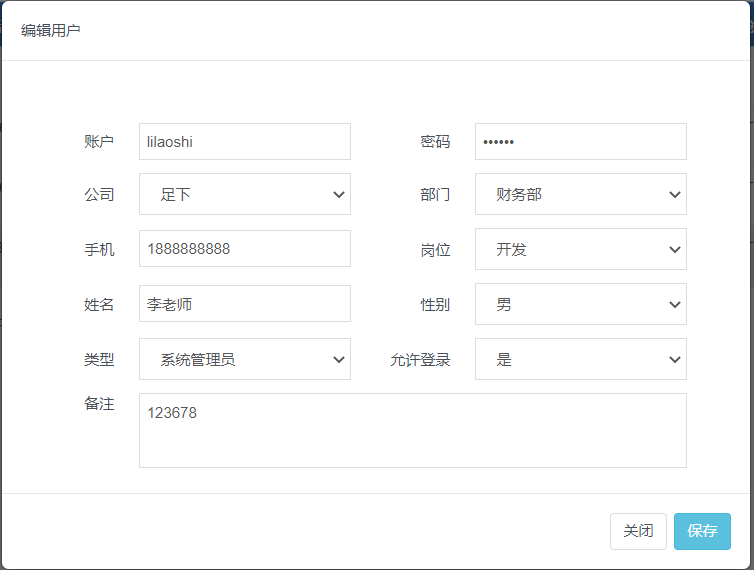 编辑用户
账户 lilaoshi 密码 ••••••
公司 足下 部门 财务部
手机 1888888888 岗位 开发
姓名 李老师 性别 男
类型 系统管理员 允许登录 是
备注 123678
关闭 保存